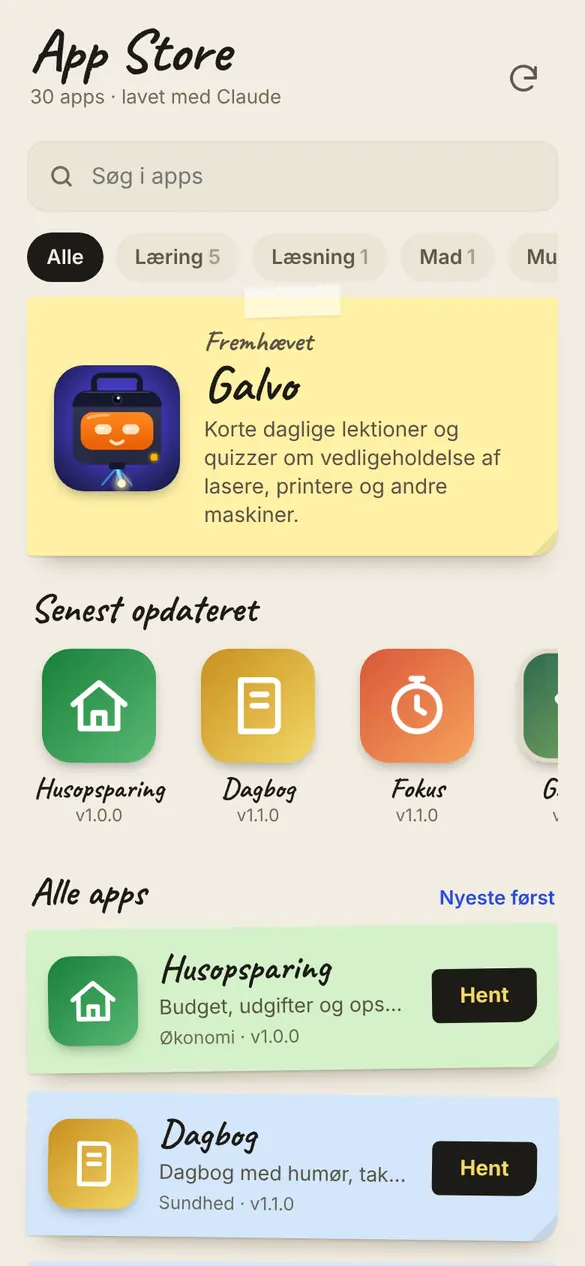 App Store
30 apps · lavet med Claude
Søg i apps
Alle
Læring 5
Læsning 1
Mad 1
Mu
Fremhævet
Galvo
Korte daglige lektioner og
quizzer om vedligeholdelse af
lasere, printere og andre
maskiner.
Senest opdateret
Husopsparing
v1.0.0
Dagbog
v1.1.0
Fokus
v1.1.0
G
v
Alle apps
Nyeste først
Husopsparing
Budget, udgifter og ops...
Økonomi · v1.0.0
Hent
Dagbog
Dagbog med humør, tak...
Sundhed · v1.1.0
Hent